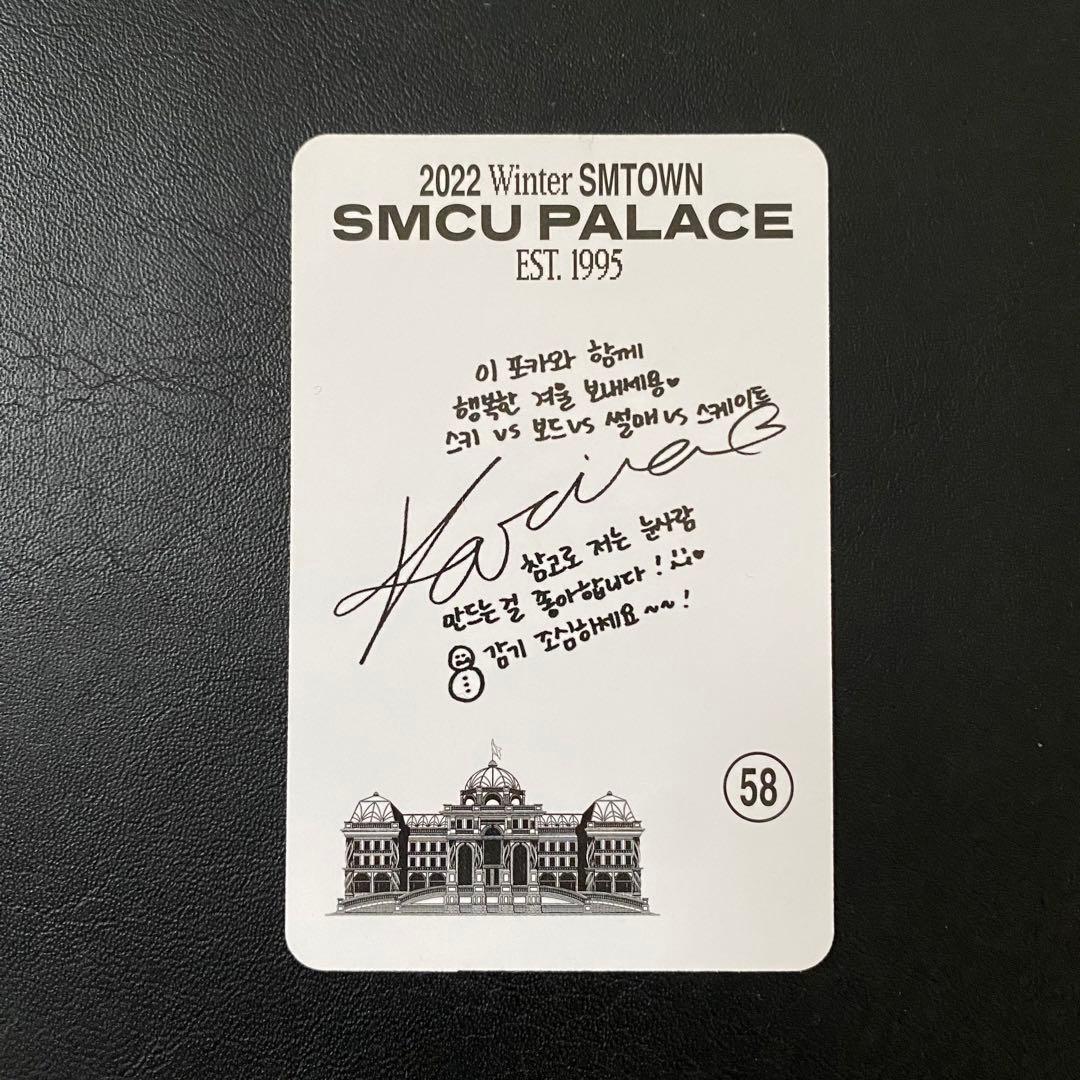 2022 Winter SMTOWN
SMCU PALACE
EST. 1995
이 포카와 함께
행복한 겨울 보내세용♥
스키 vs 보드 vs 썰매 vs 스케이트
Karina
참고로 저는 눈사람
만드는걸 좋아합니다!♥
감기 조심하세요~~!
58